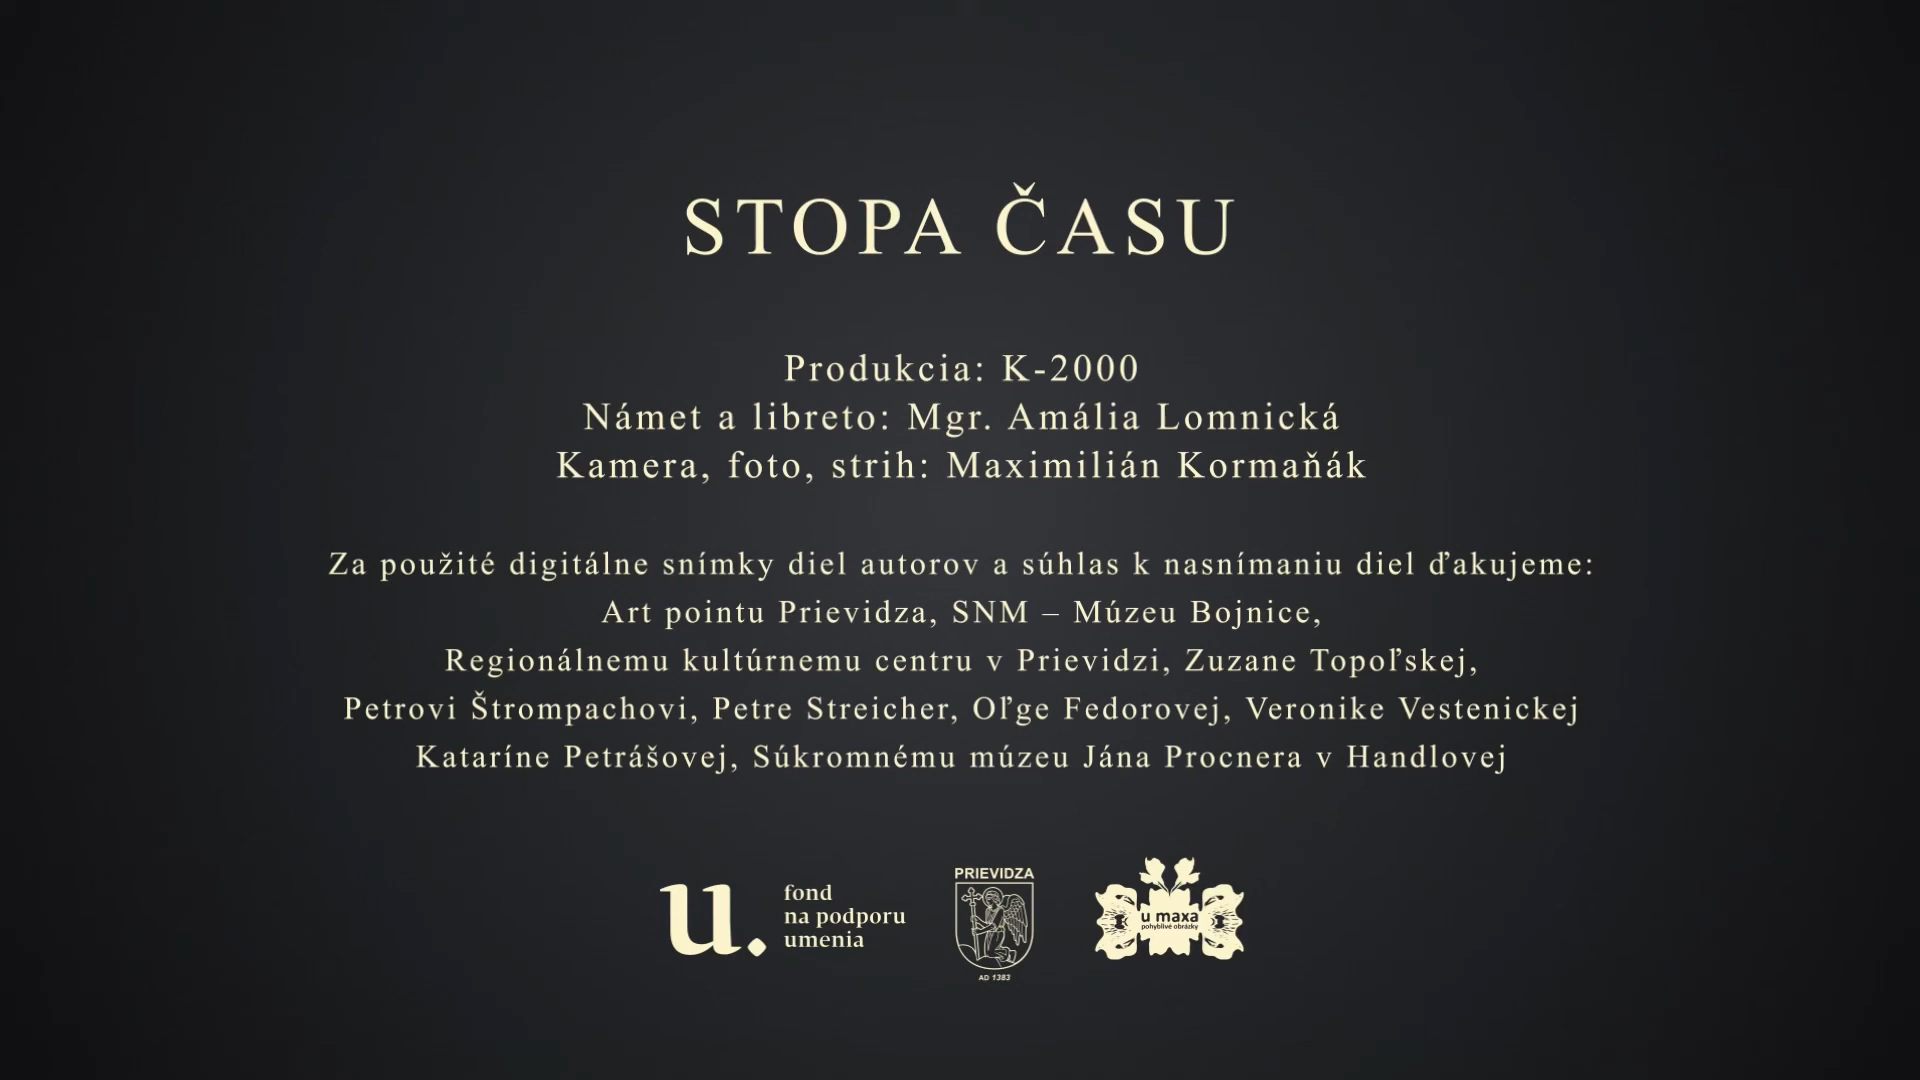 STOPA ČASU
Produkcia: K-2000
Námet a libreto: Mgr. Amália Lomnická
Kamera, foto, strih: Maximilián Kormaňák
Za použité digitálne snímky diel autorov a súhlas k nasnímaniu diel ďakujeme:
Art pointu Prievidza, SNM – Múzeu Bojnice,
Regionálnemu kultúrnemu centru v Prievidzi, Zuzane Topoľskej,
Petrovi Štrompachovi, Petre Streicher, Oľge Fedorovej, Veronike Vestenickej
Kataríne Petrášovej, Súkromnému múzeu Jána Procnera v Handlovej
u.
fond
na podporu
umenia
PRIEVIDZA
AD 1383
u maxa
pohyblivé obrázky